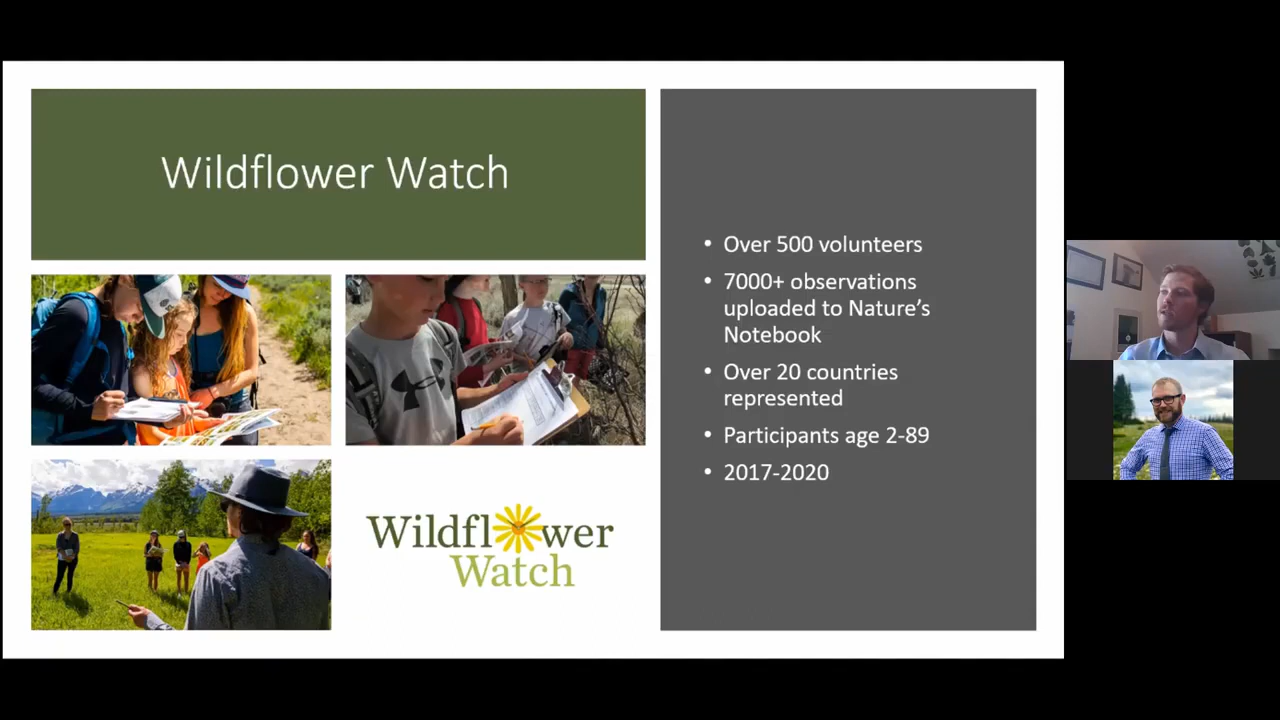 Wildflower Watch
• Over 500 volunteers
• 7000+ observations
uploaded to Nature's
Notebook
• Over 20 countries
represented
• Participants age 2-89
• 2017-2020
Wildflower
Watch